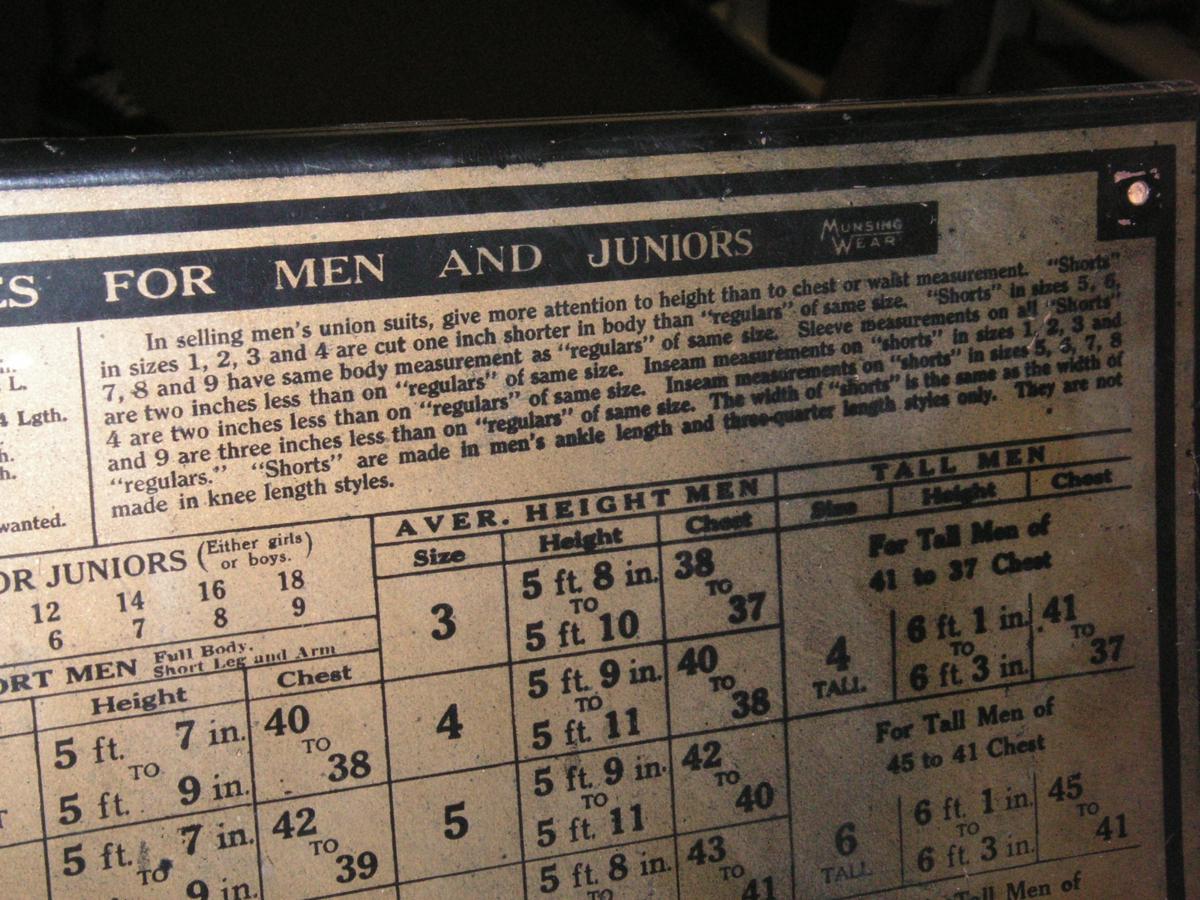 ES FOR MEN AND JUNIORS
MUNSING
WEAR
L.
4 Lgth.
h.
h.
wanted.
In selling men's union suits, give more attention to height than to chest or waist measurement. "Shorts"
in sizes 1, 2, 3 and 4 are cut one inch shorter in body than "regulars" of same size. "Shorts" in sizes 5, 6,
7, 8 and 9 have same body measurement as "regulars" of same size. Sleeve measurements on all "Shorts"
are two inches less than on "regulars" of same size. Inseam measurements on "shorts" in sizes 1, 2, 3 and
4 are two inches less than on "regulars" of same size. Inseam measurements on "shorts" in sizes 5, 6, 7, 8
and 9 are three inches less than on "regulars" of same size. The width of "shorts" is the same as the width of
"regulars." "Shorts" are made in men's ankle length and three-quarter length styles only. They are not
made in knee length styles.
OR JUNIORS (Either girls
or boys.)
12 14 16 18
6 7 8 9
ORT MEN Full Body.
Short Leg and Arm
Height Chest
5 ft. 7 in. 40
TO TO
5 ft. 9 in. 38
5 ft. 7 in. 42
TO TO
9 in. 39
AVER. HEIGHT MEN
Size Height Chest
3 5 ft. 8 in. 38
TO TO
5 ft. 10 37
4 5 ft. 9 in. 40
TO TO
5 ft. 11 38
5 5 ft. 9 in. 42
TO TO
5 ft. 11 40
5 ft. 8 in. 43
TO TO
41
TALL MEN
Size Height Chest
For Tall Men of
41 to 37 Chest
4 6 ft. 1 in. 41
TO TO
TALL 6 ft. 3 in. 37
For Tall Men of
45 to 41 Chest
6 6 ft. 1 in. 45
TO TO
TALL 6 ft. 3 in. 41
Tall Men of